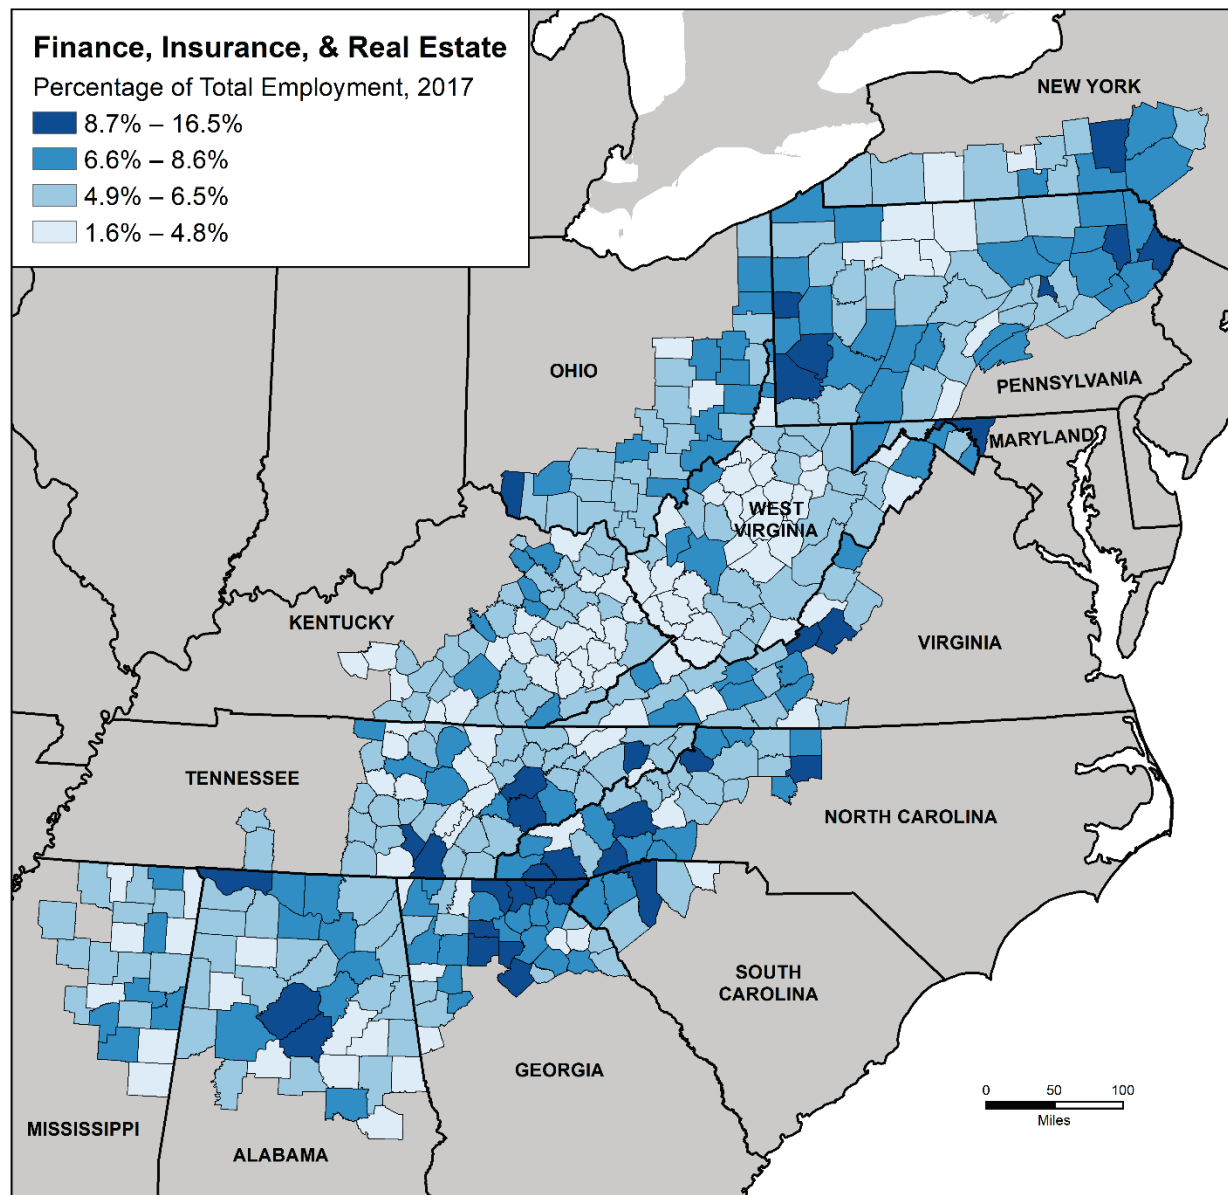 Finance, Insurance, & Real Estate
Percentage of Total Employment, 2017
8.7% – 16.5%
6.6% – 8.6%
4.9% – 6.5%
1.6% – 4.8%
NEW YORK
OHIO
PENNSYLVANIA
MARYLAND
WEST
VIRGINIA
KENTUCKY
VIRGINIA
TENNESSEE
NORTH CAROLINA
SOUTH
CAROLINA
GEORGIA
MISSISSIPPI
ALABAMA
0 50 100
Miles